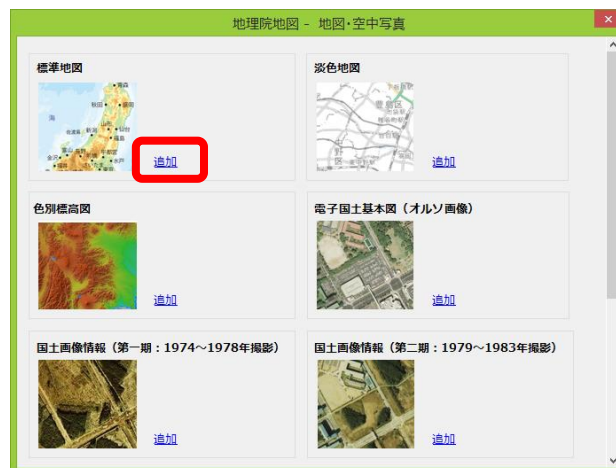 地理院地図 - 地図･空中写真
標準地図
追加
淡色地図
追加
色別標高図
追加
電子国土基本図（オルソ画像）
追加
国土画像情報（第一期：1974～1978年撮影）
追加
国土画像情報（第二期：1979～1983年撮影）
追加